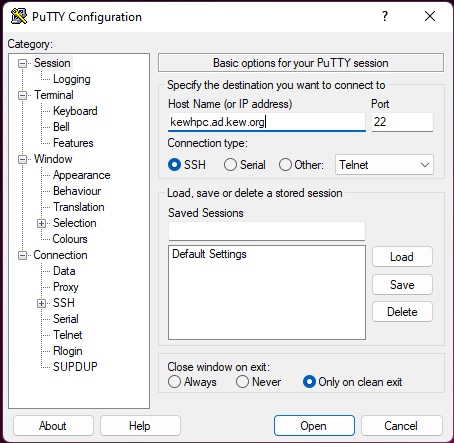 PuTTY Configuration
Category:
Session
Logging
Terminal
Keyboard
Bell
Features
Window
Appearance
Behaviour
Translation
Selection
Colours
Connection
Data
Proxy
SSH
Serial
Telnet
Rlogin
SUPDUP
Basic options for your PuTTY session
Specify the destination you want to connect to
Host Name (or IP address) Port
kewhpc.ad.kew.org 22
Connection type:
SSH Serial Other: Telnet
Load, save or delete a stored session
Saved Sessions
Default Settings
Load
Save
Delete
Close window on exit:
Always Never Only on clean exit
About Help Open Cancel